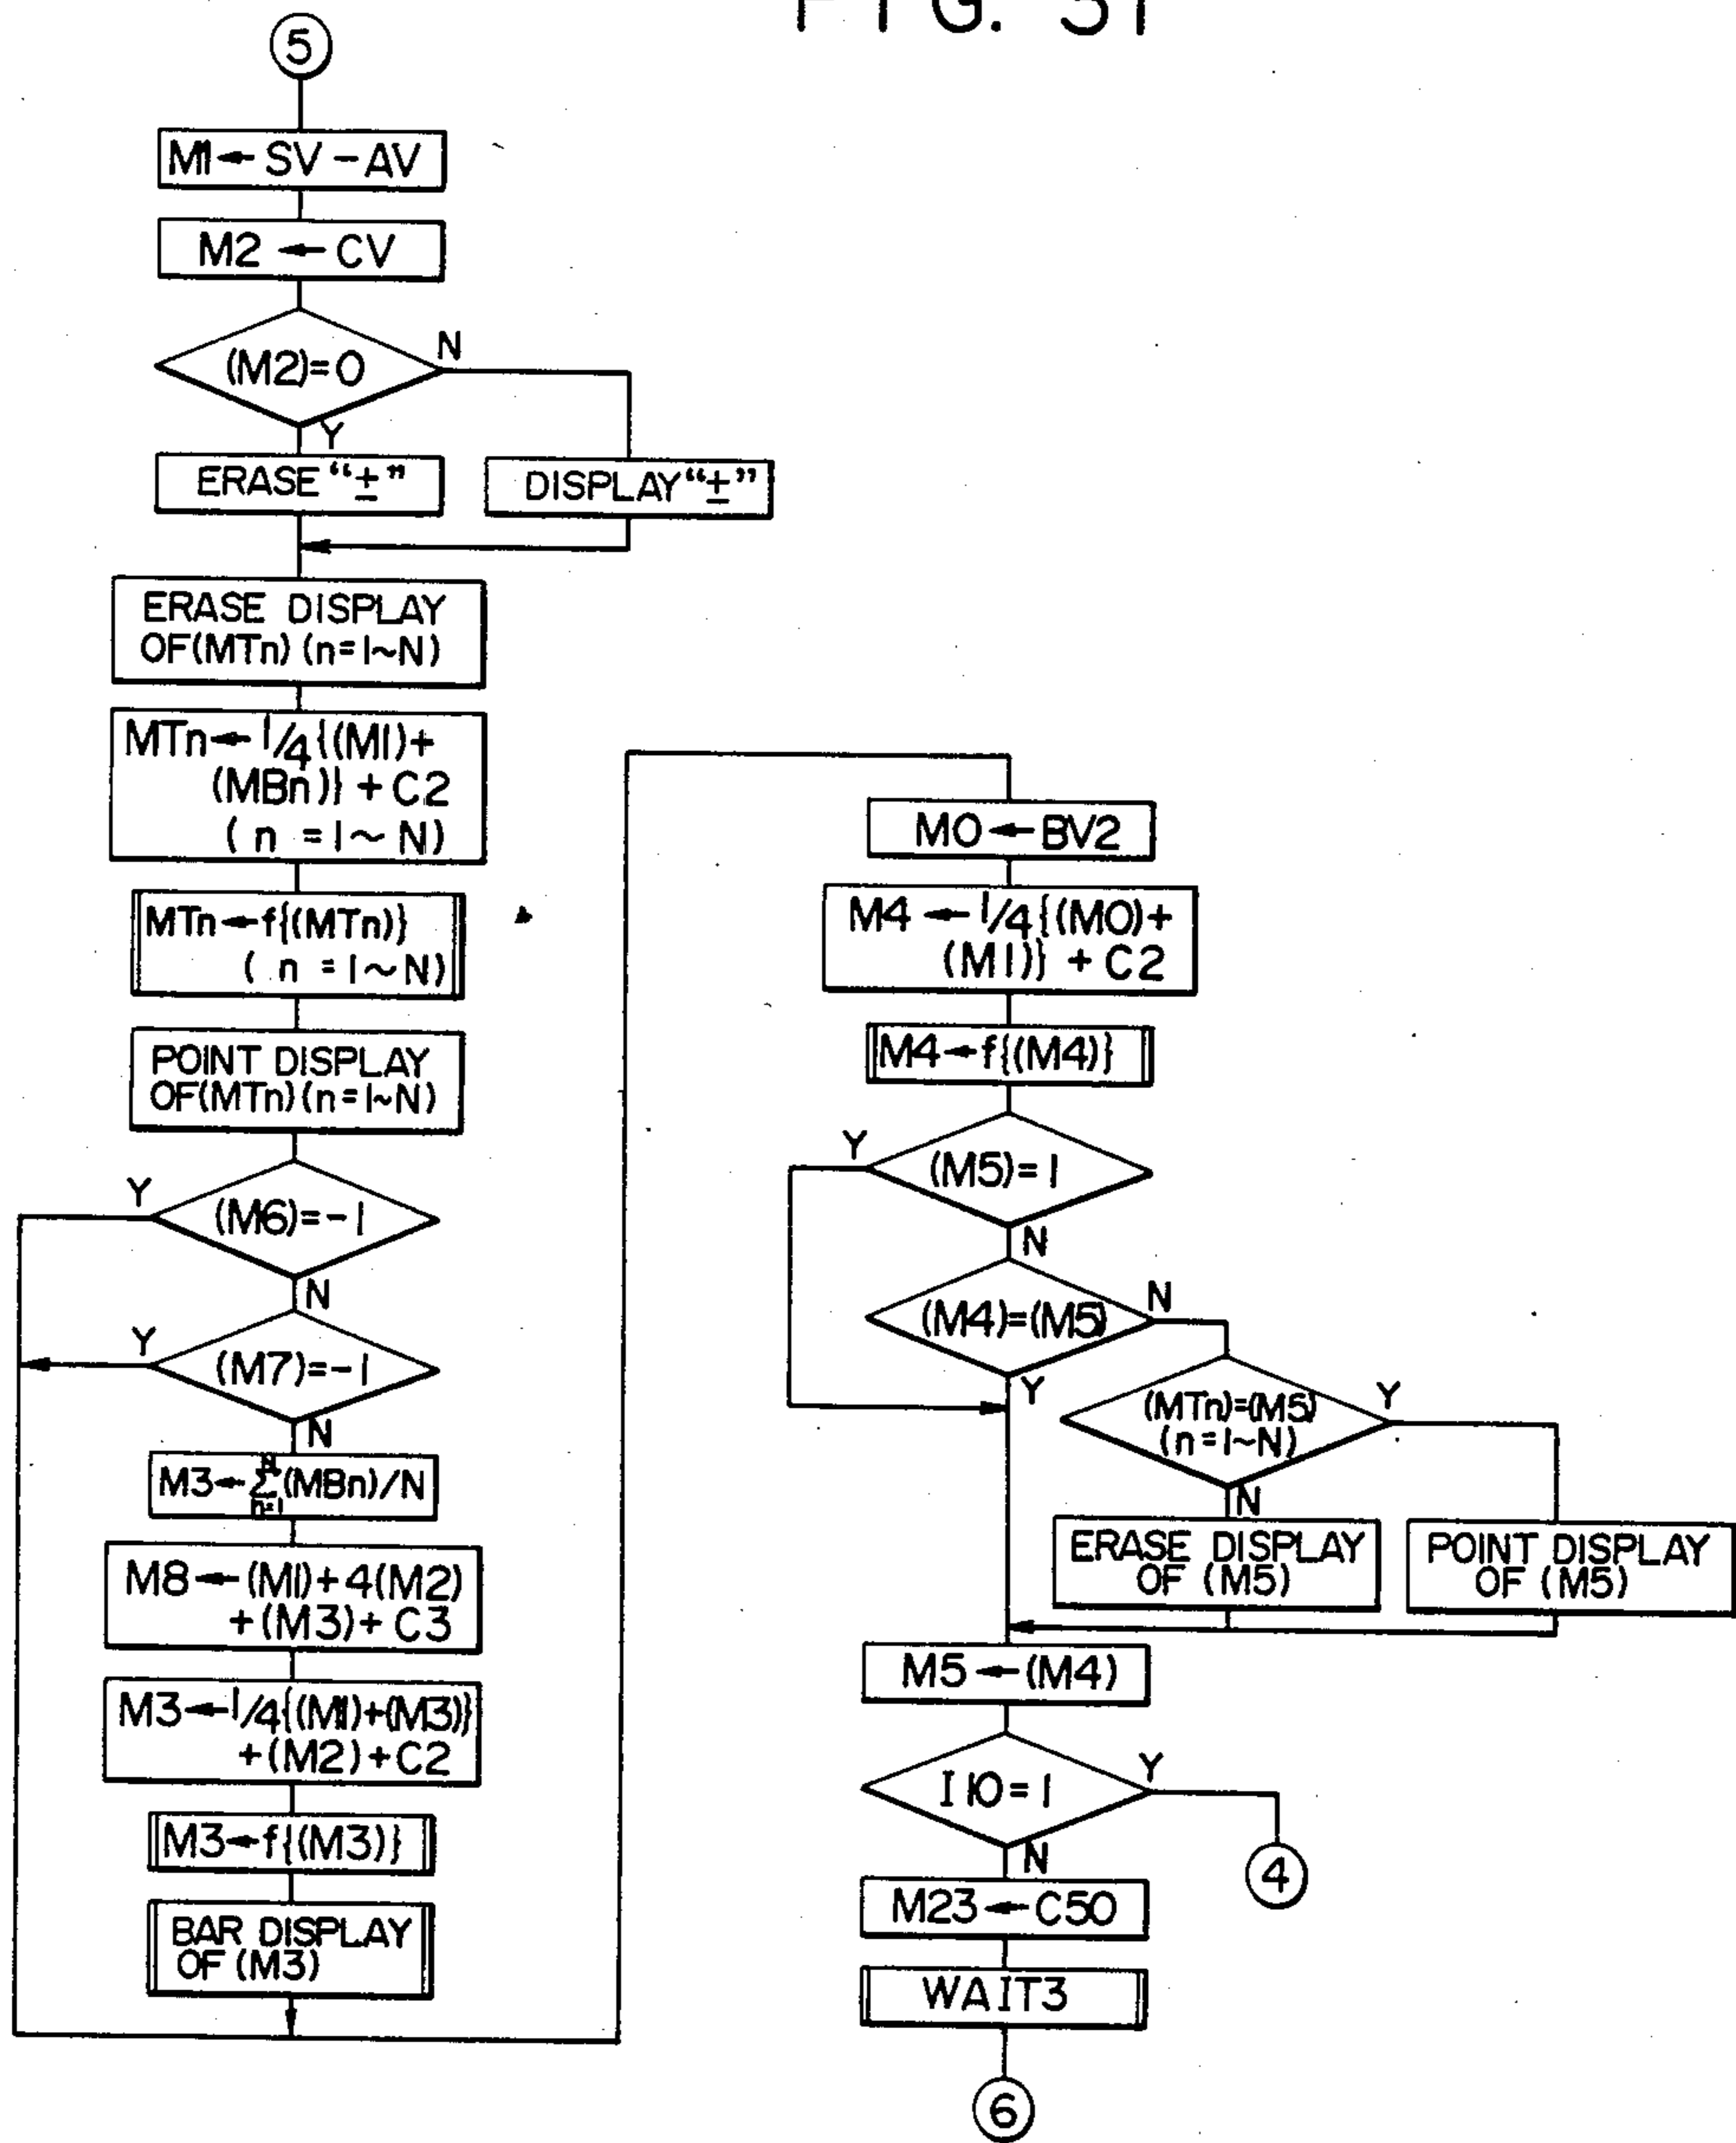 FIG. 31
5
M1←SV-AV
M2←CV
(M2)=0
N
Y
ERASE "±"
DISPLAY "±"
ERASE DISPLAY
OF (MTn) (n=1~N)
MTn←1/4{(M1)+
(MBn)}+C2
(n=1~N)
MTn←f{(MTn)}
(n=1~N)
POINT DISPLAY
OF (MTn) (n=1~N)
Y
(M6)=-1
N
Y
(M7)=-1
N
M3←Σ(MBn)/N
N
n=1
M8←(M1)+4(M2)
+(M3)+C3
M3←1/4{(M1)+(M3)}
+(M2)+C2
M3←f{(M3)}
BAR DISPLAY
OF (M3)
M0←BV2
M4←1/4{(M0)+
(M1)}+C2
M4←f{(M4)}
Y
(M5)=1
N
(M4)=(M5)
N
Y
(MTn)=(M5)
(n=1~N)
Y
N
ERASE DISPLAY
OF (M5)
POINT DISPLAY
OF (M5)
M5←(M4)
I10=1
Y
N
4
M23←C50
WAIT3
6